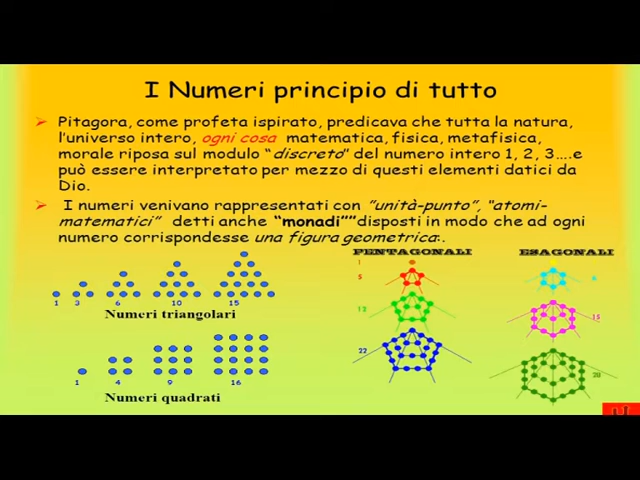 I Numeri principio di tutto
Pitagora, come profeta ispirato, predicava che tutta la natura,
l'universo intero, ogni cosa matematica, fisica, metafisica,
morale riposa sul modulo "discreto" del numero intero 1, 2, 3....e
può essere interpretato per mezzo di questi elementi datici da
Dio.
I numeri venivano rappresentati con "unità-punto", "atomi-
matematici" detti anche "monadi""disposti in modo che ad ogni
numero corrispondesse una figura geometrica:.
PENTAGONALI
ESAGONALI
1
5
12
22
6
15
28
1 3 6 10 15
Numeri triangolari
1 4 9 16
Numeri quadrati